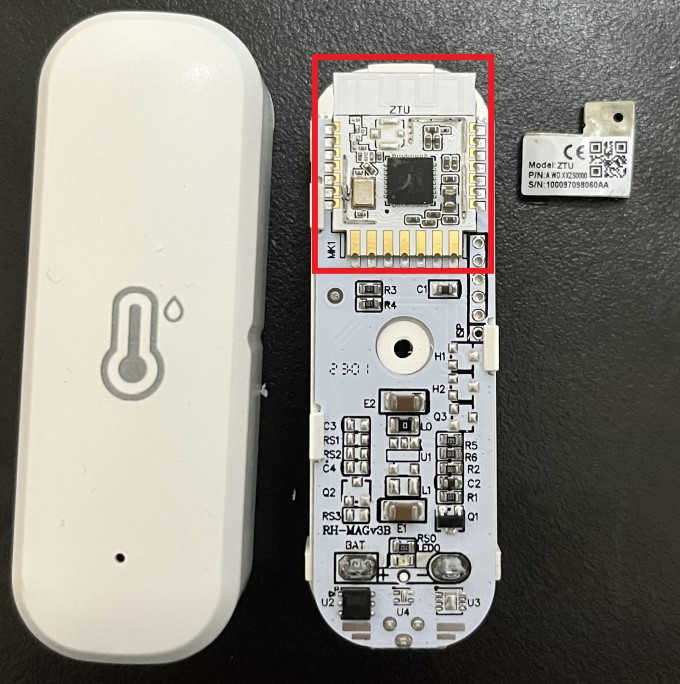 ZTU
MK1
R3
R4
C1
2301
H1
H2
Q3
E2
L0
C3
RS1
RS2
C4
U1
R5
R6
R2
C2
R1
Q2
L1
RS3
E1
Q1
RH-MAGv3B
BAT
RS0
LED0
+
-
U2
U4
U3
CE
Model:ZTU
P/N:A.WD.XXZS0000
S/N:100097098060AA